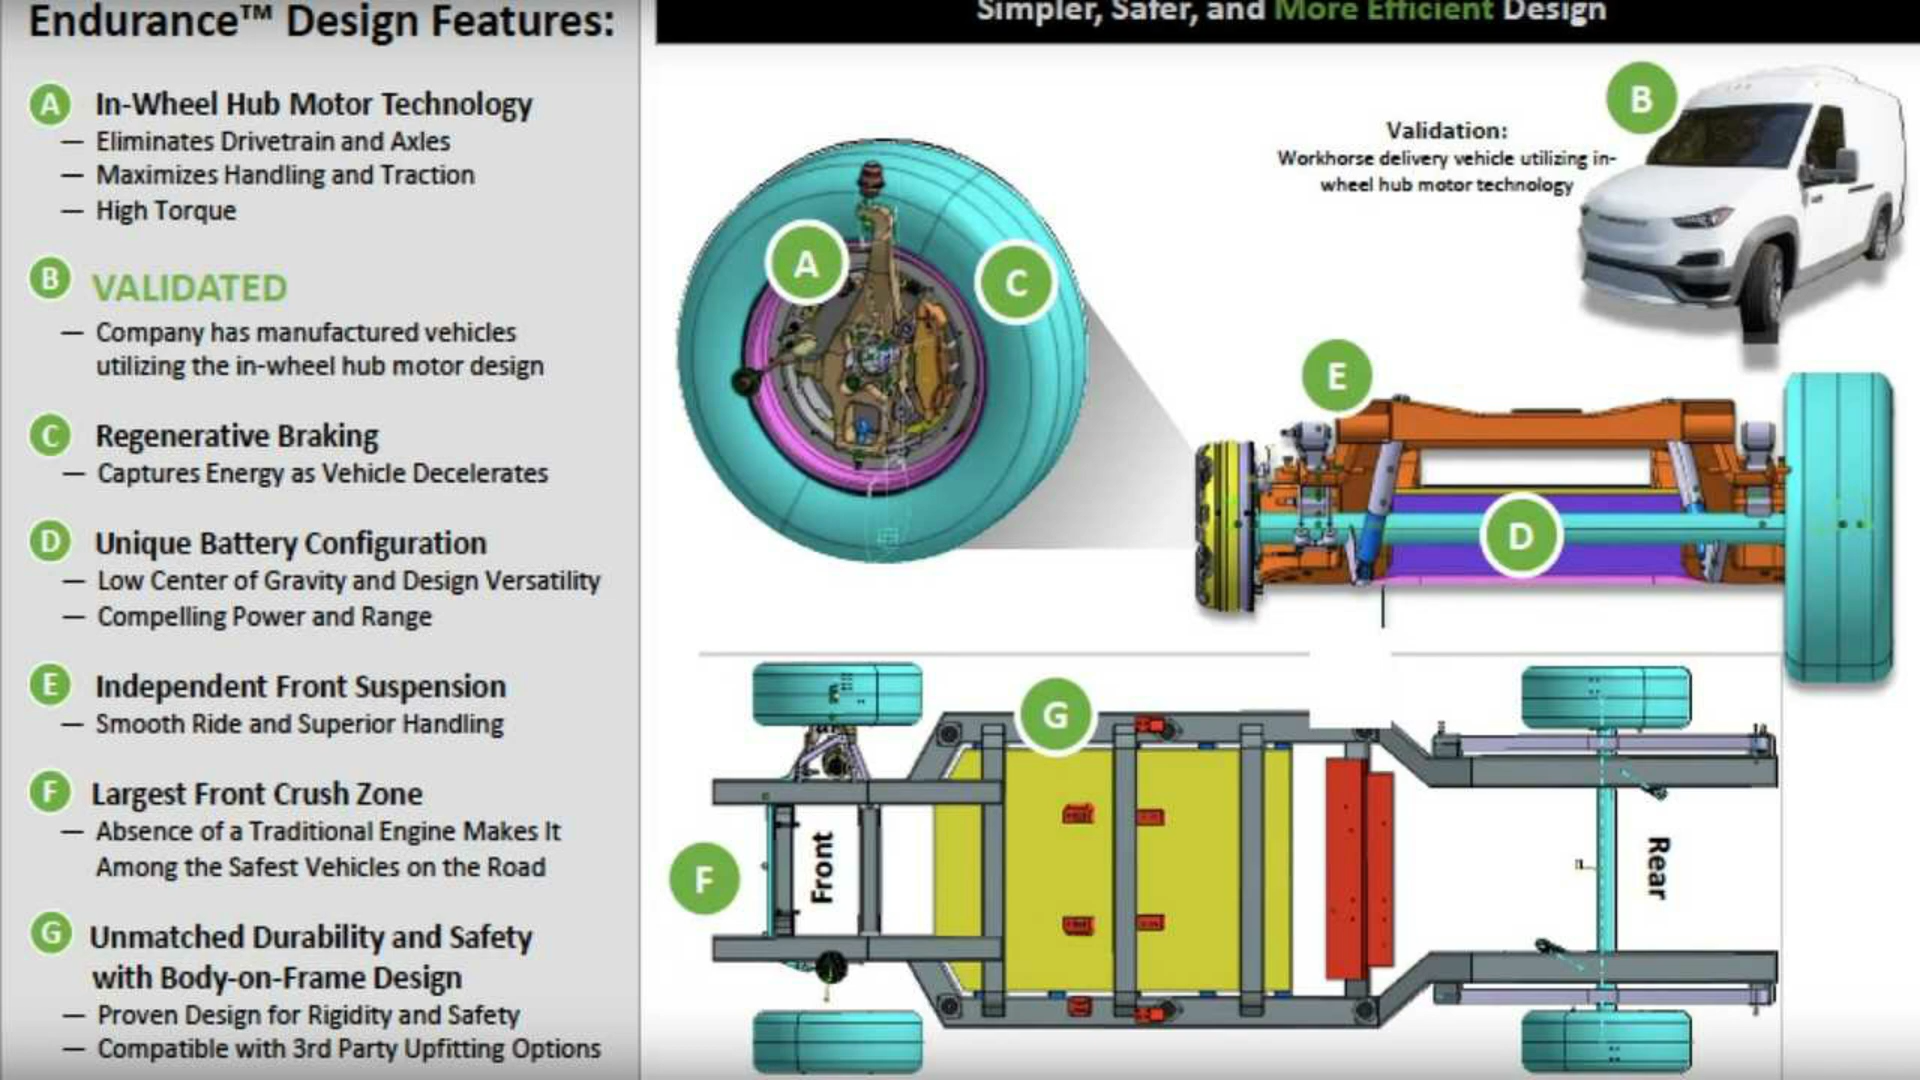 Endurance™ Design Features:
A In-Wheel Hub Motor Technology
— Eliminates Drivetrain and Axles
— Maximizes Handling and Traction
— High Torque
B VALIDATED
— Company has manufactured vehicles
utilizing the in-wheel hub motor design
C Regenerative Braking
— Captures Energy as Vehicle Decelerates
D Unique Battery Configuration
— Low Center of Gravity and Design Versatility
— Compelling Power and Range
E Independent Front Suspension
— Smooth Ride and Superior Handling
F Largest Front Crush Zone
— Absence of a Traditional Engine Makes It
Among the Safest Vehicles on the Road
G Unmatched Durability and Safety
with Body-on-Frame Design
— Proven Design for Rigidity and Safety
— Compatible with 3rd Party Upfitting Options
Simpler, Safer, and More Efficient Design
B
Validation:
Workhorse delivery vehicle utilizing in-
wheel hub motor technology
A
C
E
D
G
F
Front
Rear